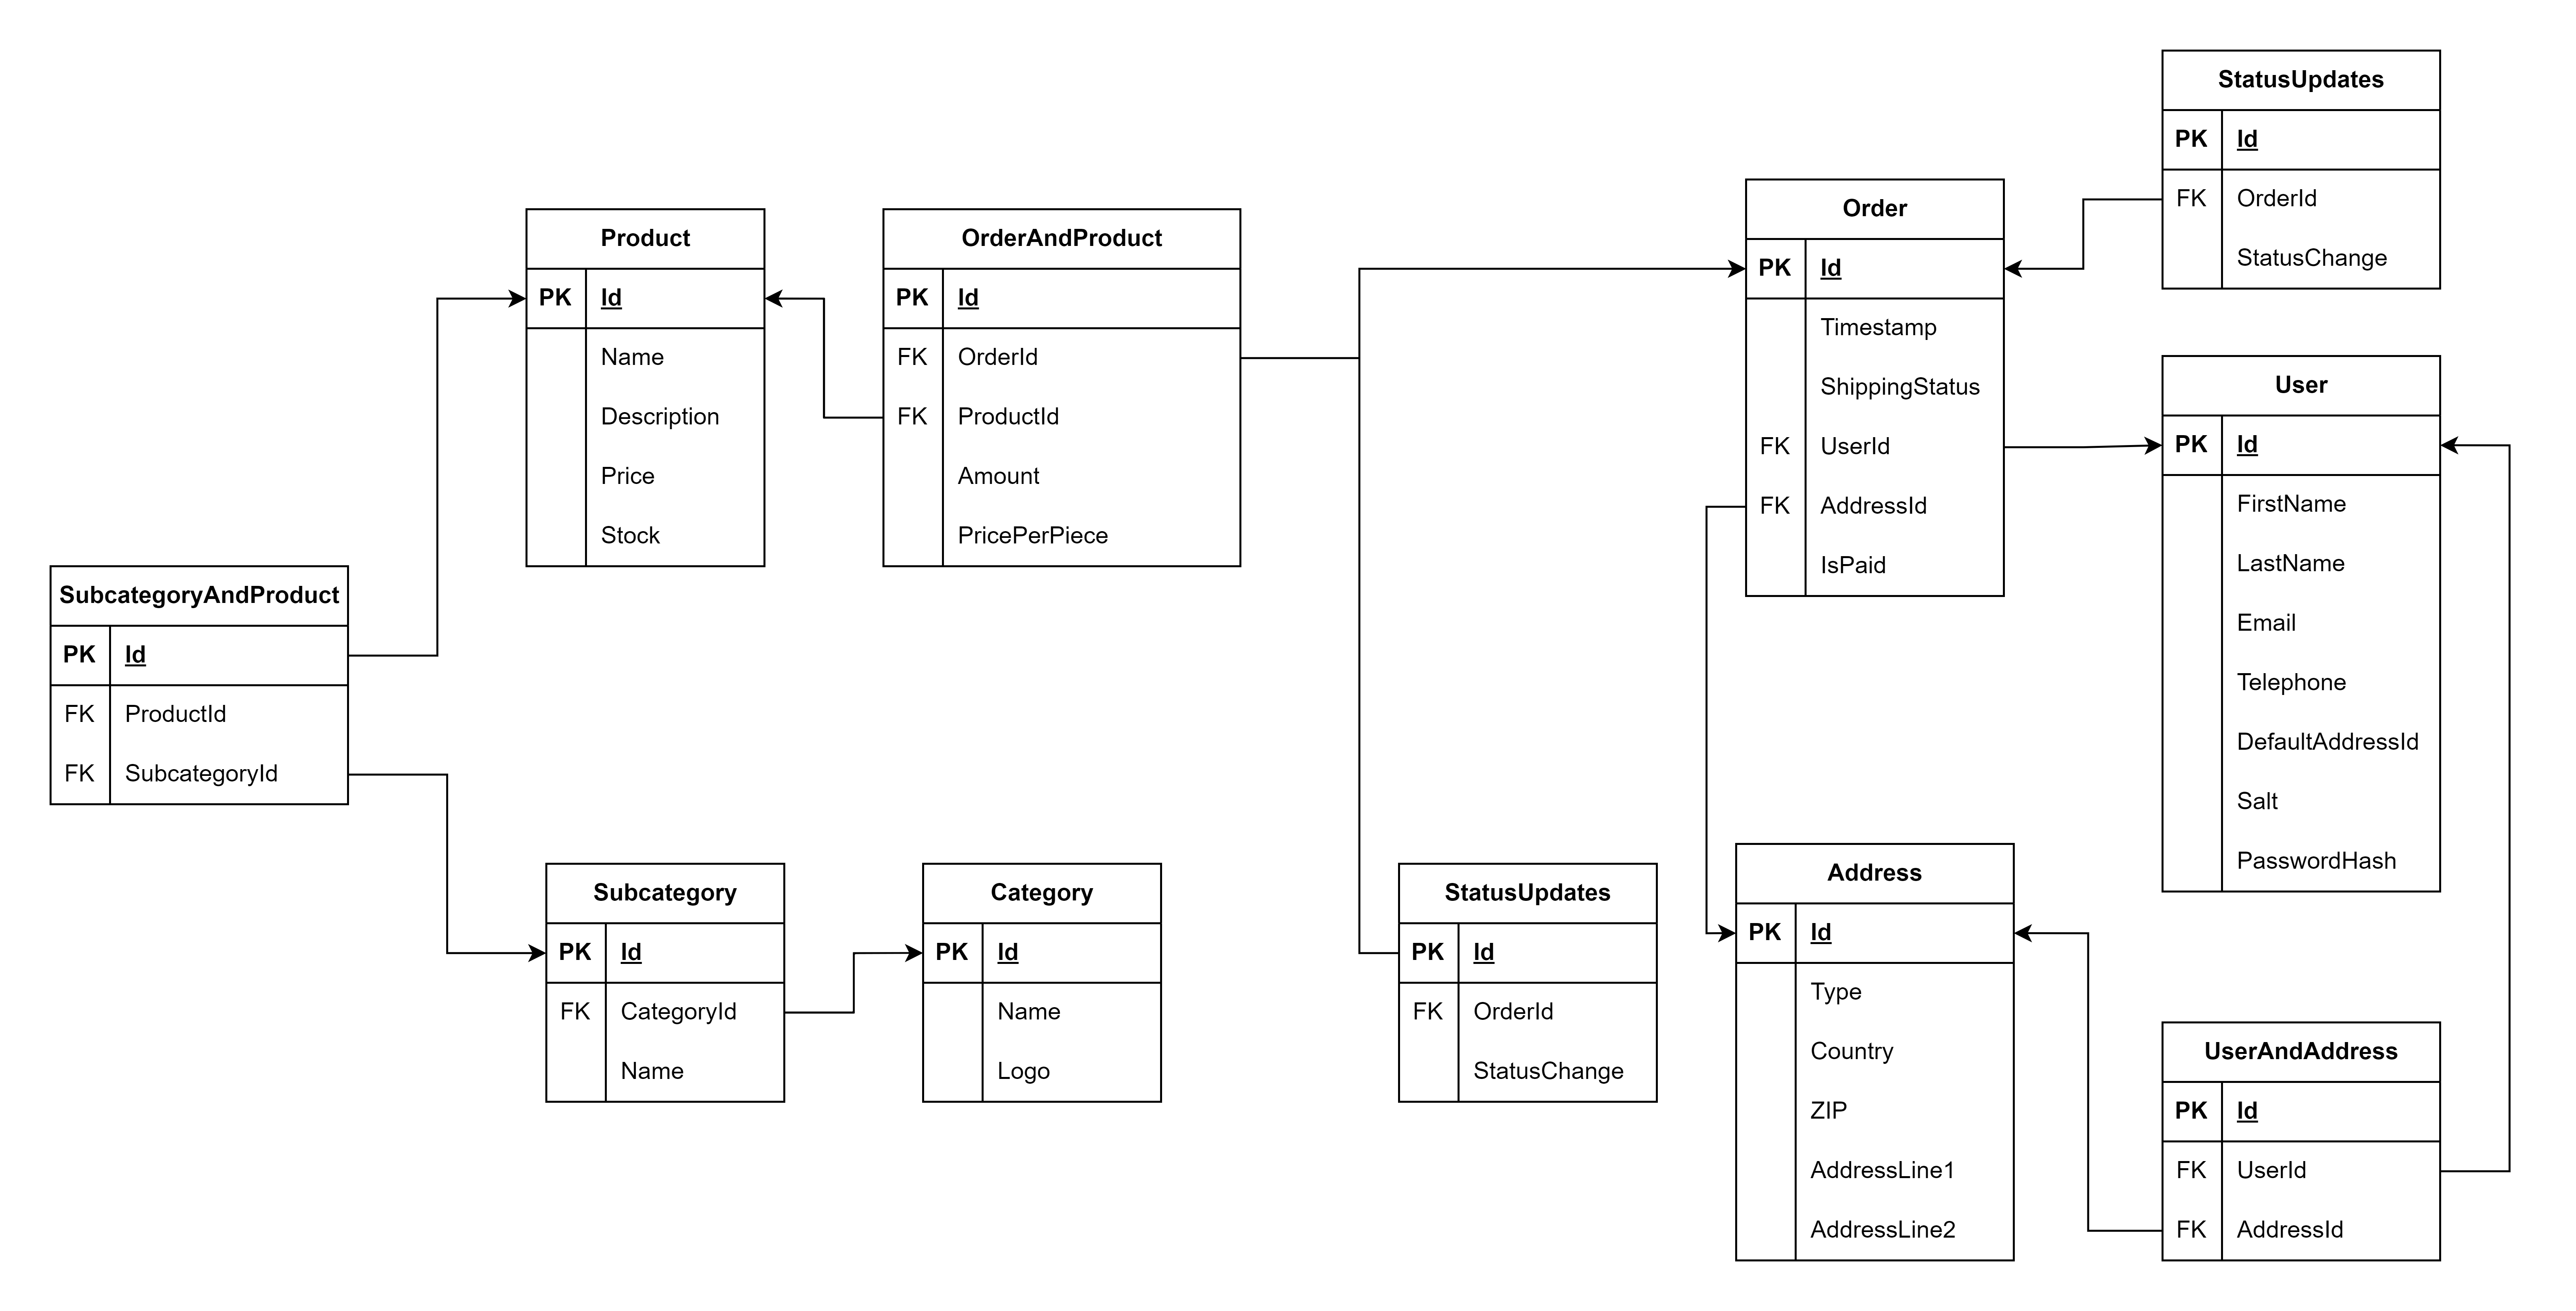 StatusUpdates
PK Id
FK OrderId
StatusChange
Order
PK Id
Timestamp
ShippingStatus
FK UserId
FK AddressId
IsPaid
Product
PK Id
Name
Description
Price
Stock
OrderAndProduct
PK Id
FK OrderId
FK ProductId
Amount
PricePerPiece
User
PK Id
FirstName
LastName
Email
Telephone
DefaultAddressId
Salt
PasswordHash
SubcategoryAndProduct
PK Id
FK ProductId
FK SubcategoryId
Subcategory
PK Id
FK CategoryId
Name
Category
PK Id
Name
Logo
StatusUpdates
PK Id
FK OrderId
StatusChange
Address
PK Id
Type
Country
ZIP
AddressLine1
AddressLine2
UserAndAddress
PK Id
FK UserId
FK AddressId